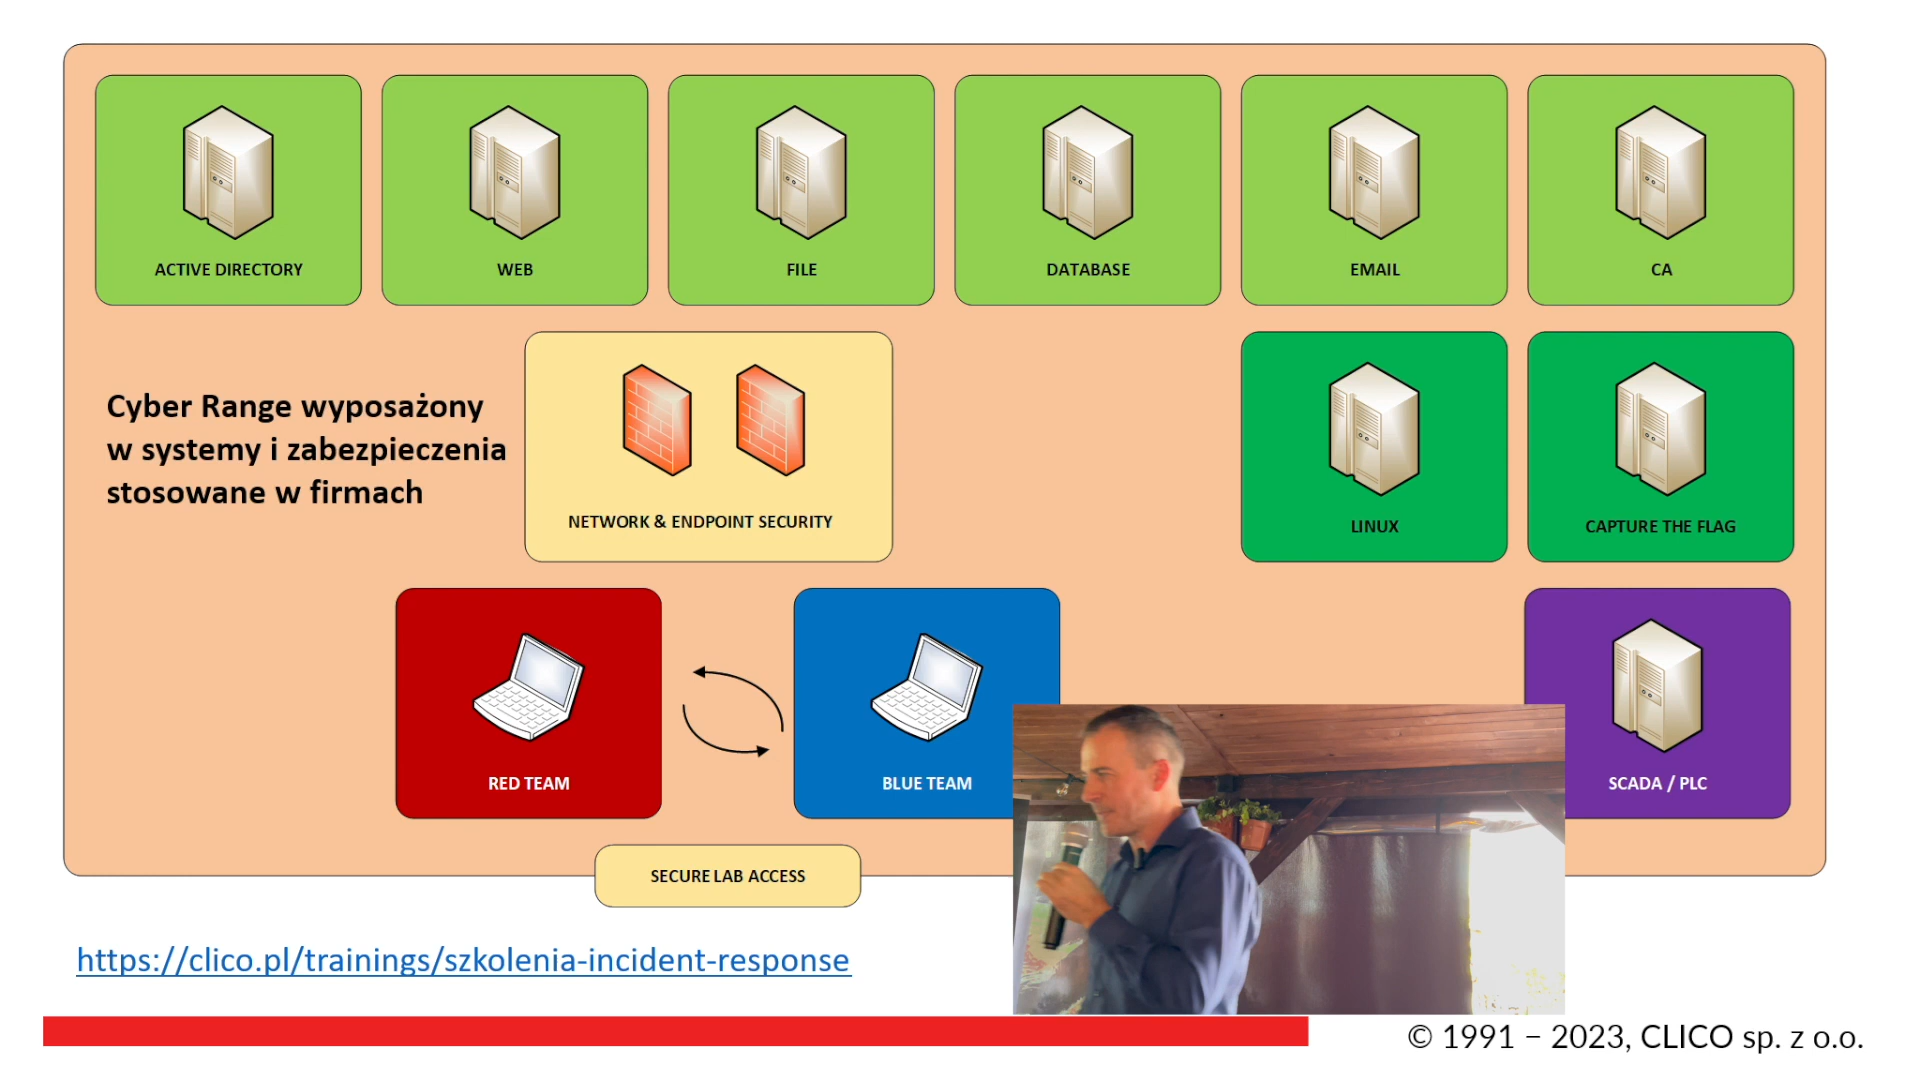 ACTIVE DIRECTORY
WEB
FILE
DATABASE
EMAIL
CA
Cyber Range wyposażony
w systemy i zabezpieczenia
stosowane w firmach
NETWORK & ENDPOINT SECURITY
LINUX
CAPTURE THE FLAG
RED TEAM
BLUE TEAM
SCADA / PLC
SECURE LAB ACCESS
https://clico.pl/trainings/szkolenia-incident-response
© 1991 – 2023, CLICO sp. z o.o.